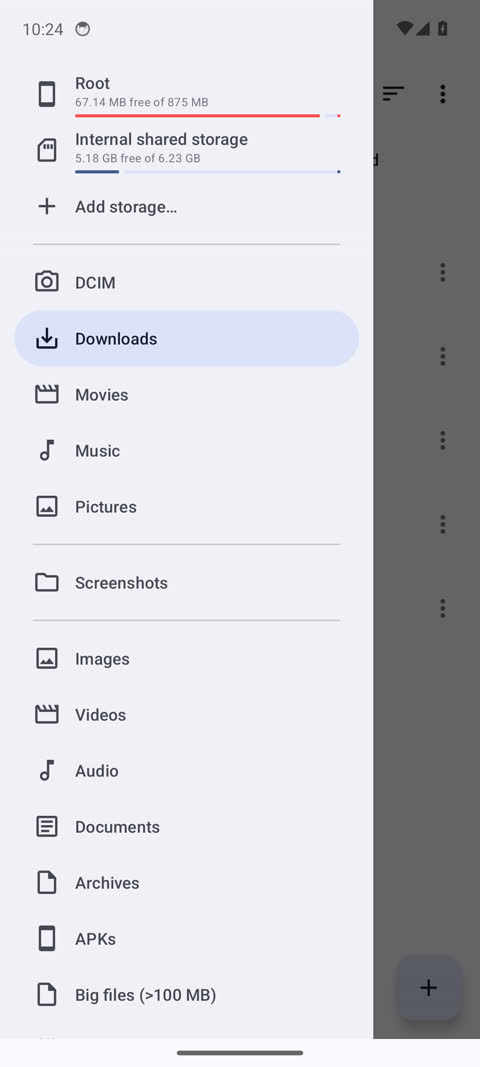 10:24
Root
67.14 MB free of 875 MB
Internal shared storage
5.18 GB free of 6.23 GB
Add storage…
DCIM
Downloads
Movies
Music
Pictures
Screenshots
Images
Videos
Audio
Documents
Archives
APKs
Big files (>100 MB)